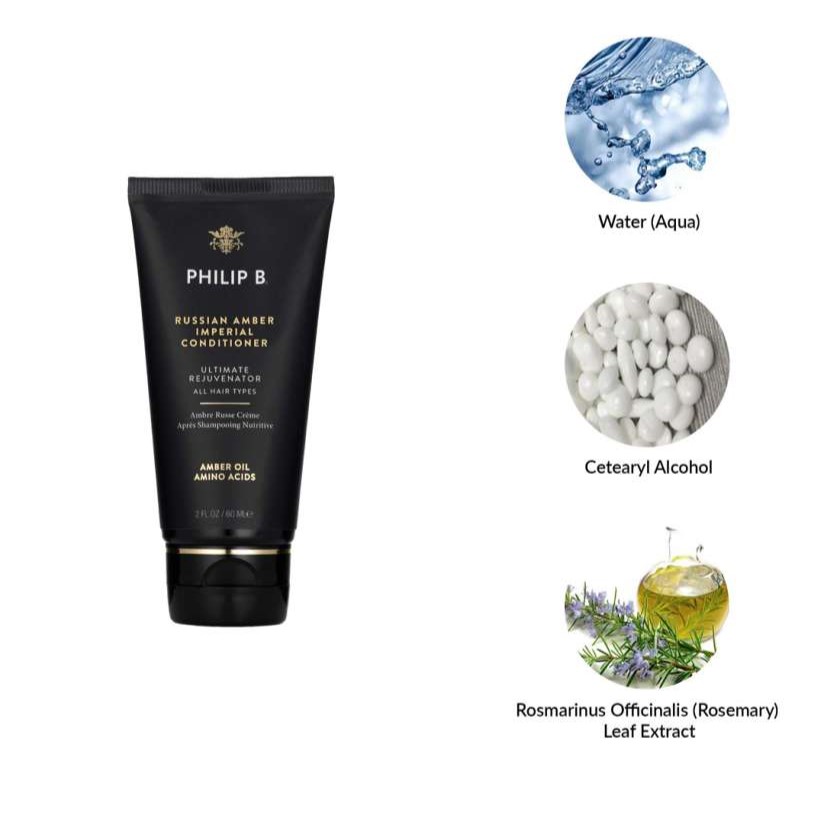 PHILIP B.
RUSSIAN AMBER
IMPERIAL
CONDITIONER
ULTIMATE
REJUVENATOR
ALL HAIR TYPES
Ambre Russe Crème
Après Shampooing Nutritive
AMBER OIL
AMINO ACIDS
2 FL OZ / 60 ML℮
Water (Aqua)
Cetearyl Alcohol
Rosmarinus Officinalis (Rosemary)
Leaf Extract